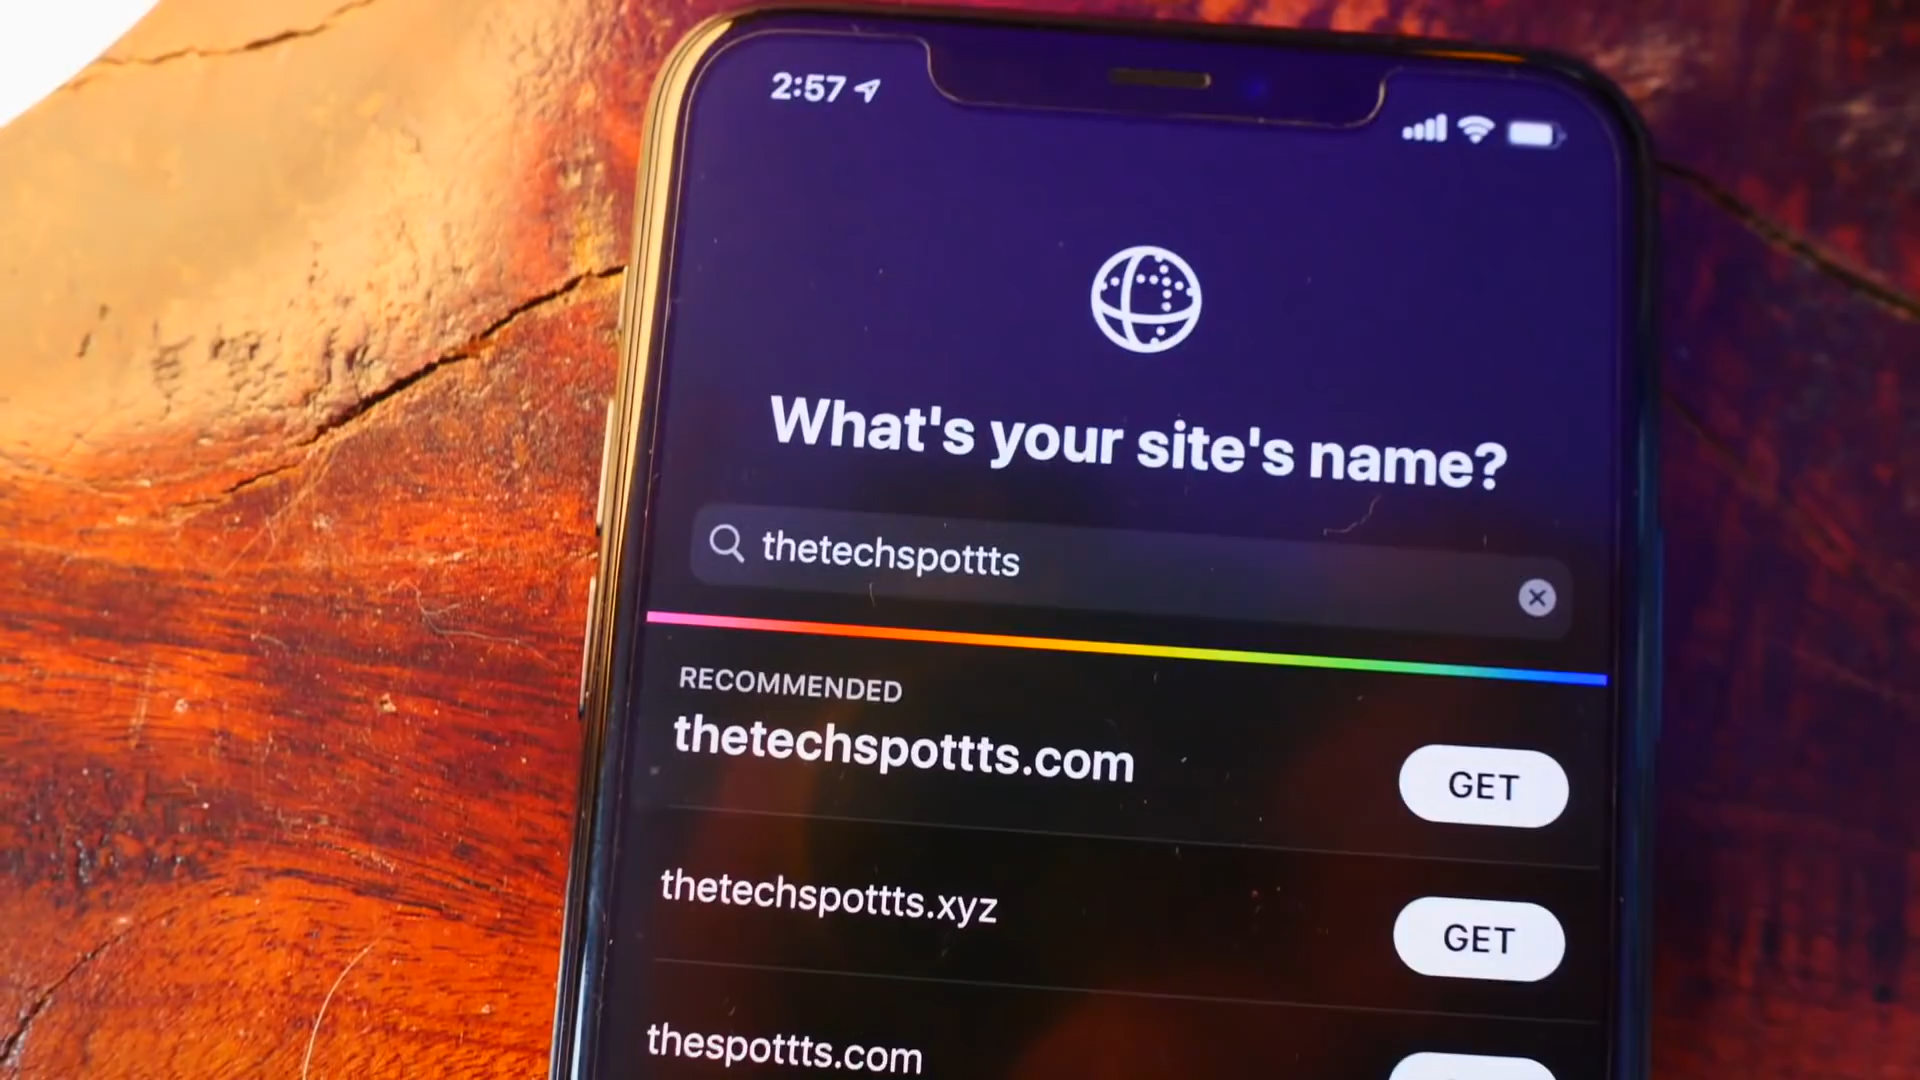 2:57
What's your site's name?
thetechspottts
RECOMMENDED
thetechspottts.com
GET
thetechspottts.xyz
GET
thespottts.com